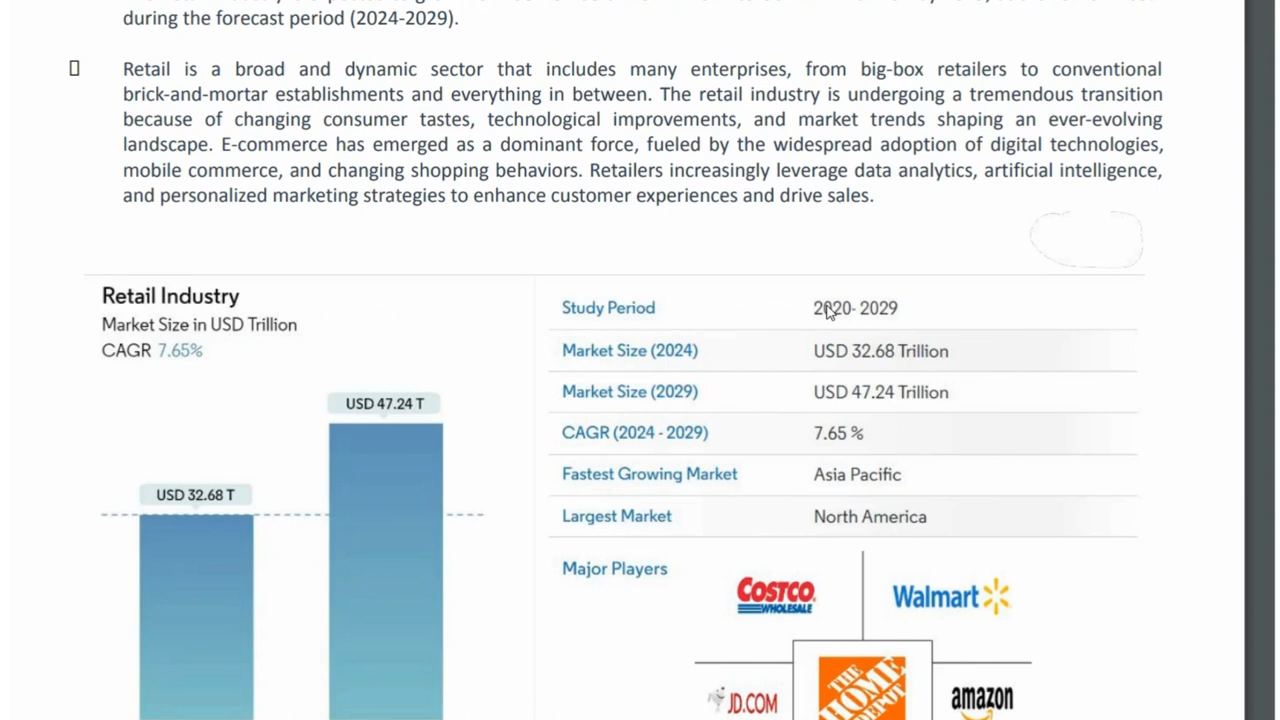 during the forecast period (2024-2029).
Retail is a broad and dynamic sector that includes many enterprises, from big-box retailers to conventional
brick-and-mortar establishments and everything in between. The retail industry is undergoing a tremendous transition
because of changing consumer tastes, technological improvements, and market trends shaping an ever-evolving
landscape. E-commerce has emerged as a dominant force, fueled by the widespread adoption of digital technologies,
mobile commerce, and changing shopping behaviors. Retailers increasingly leverage data analytics, artificial intelligence,
and personalized marketing strategies to enhance customer experiences and drive sales.
Retail Industry
Market Size in USD Trillion
CAGR 7.65%
USD 47.24 T
USD 32.68 T
Study Period 2020- 2029
Market Size (2024) USD 32.68 Trillion
Market Size (2029) USD 47.24 Trillion
CAGR (2024 - 2029) 7.65 %
Fastest Growing Market Asia Pacific
Largest Market North America
Major Players
COSTCO WHOLESALE
Walmart
JD.COM
THE HOME DEPOT
amazon